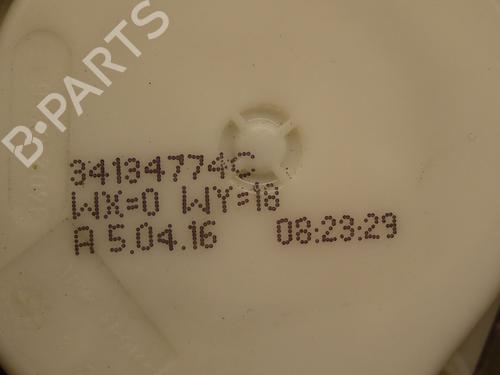 B-PARTS
34134774C
WX=0 WY=18
A 5.04.16 08:23:29